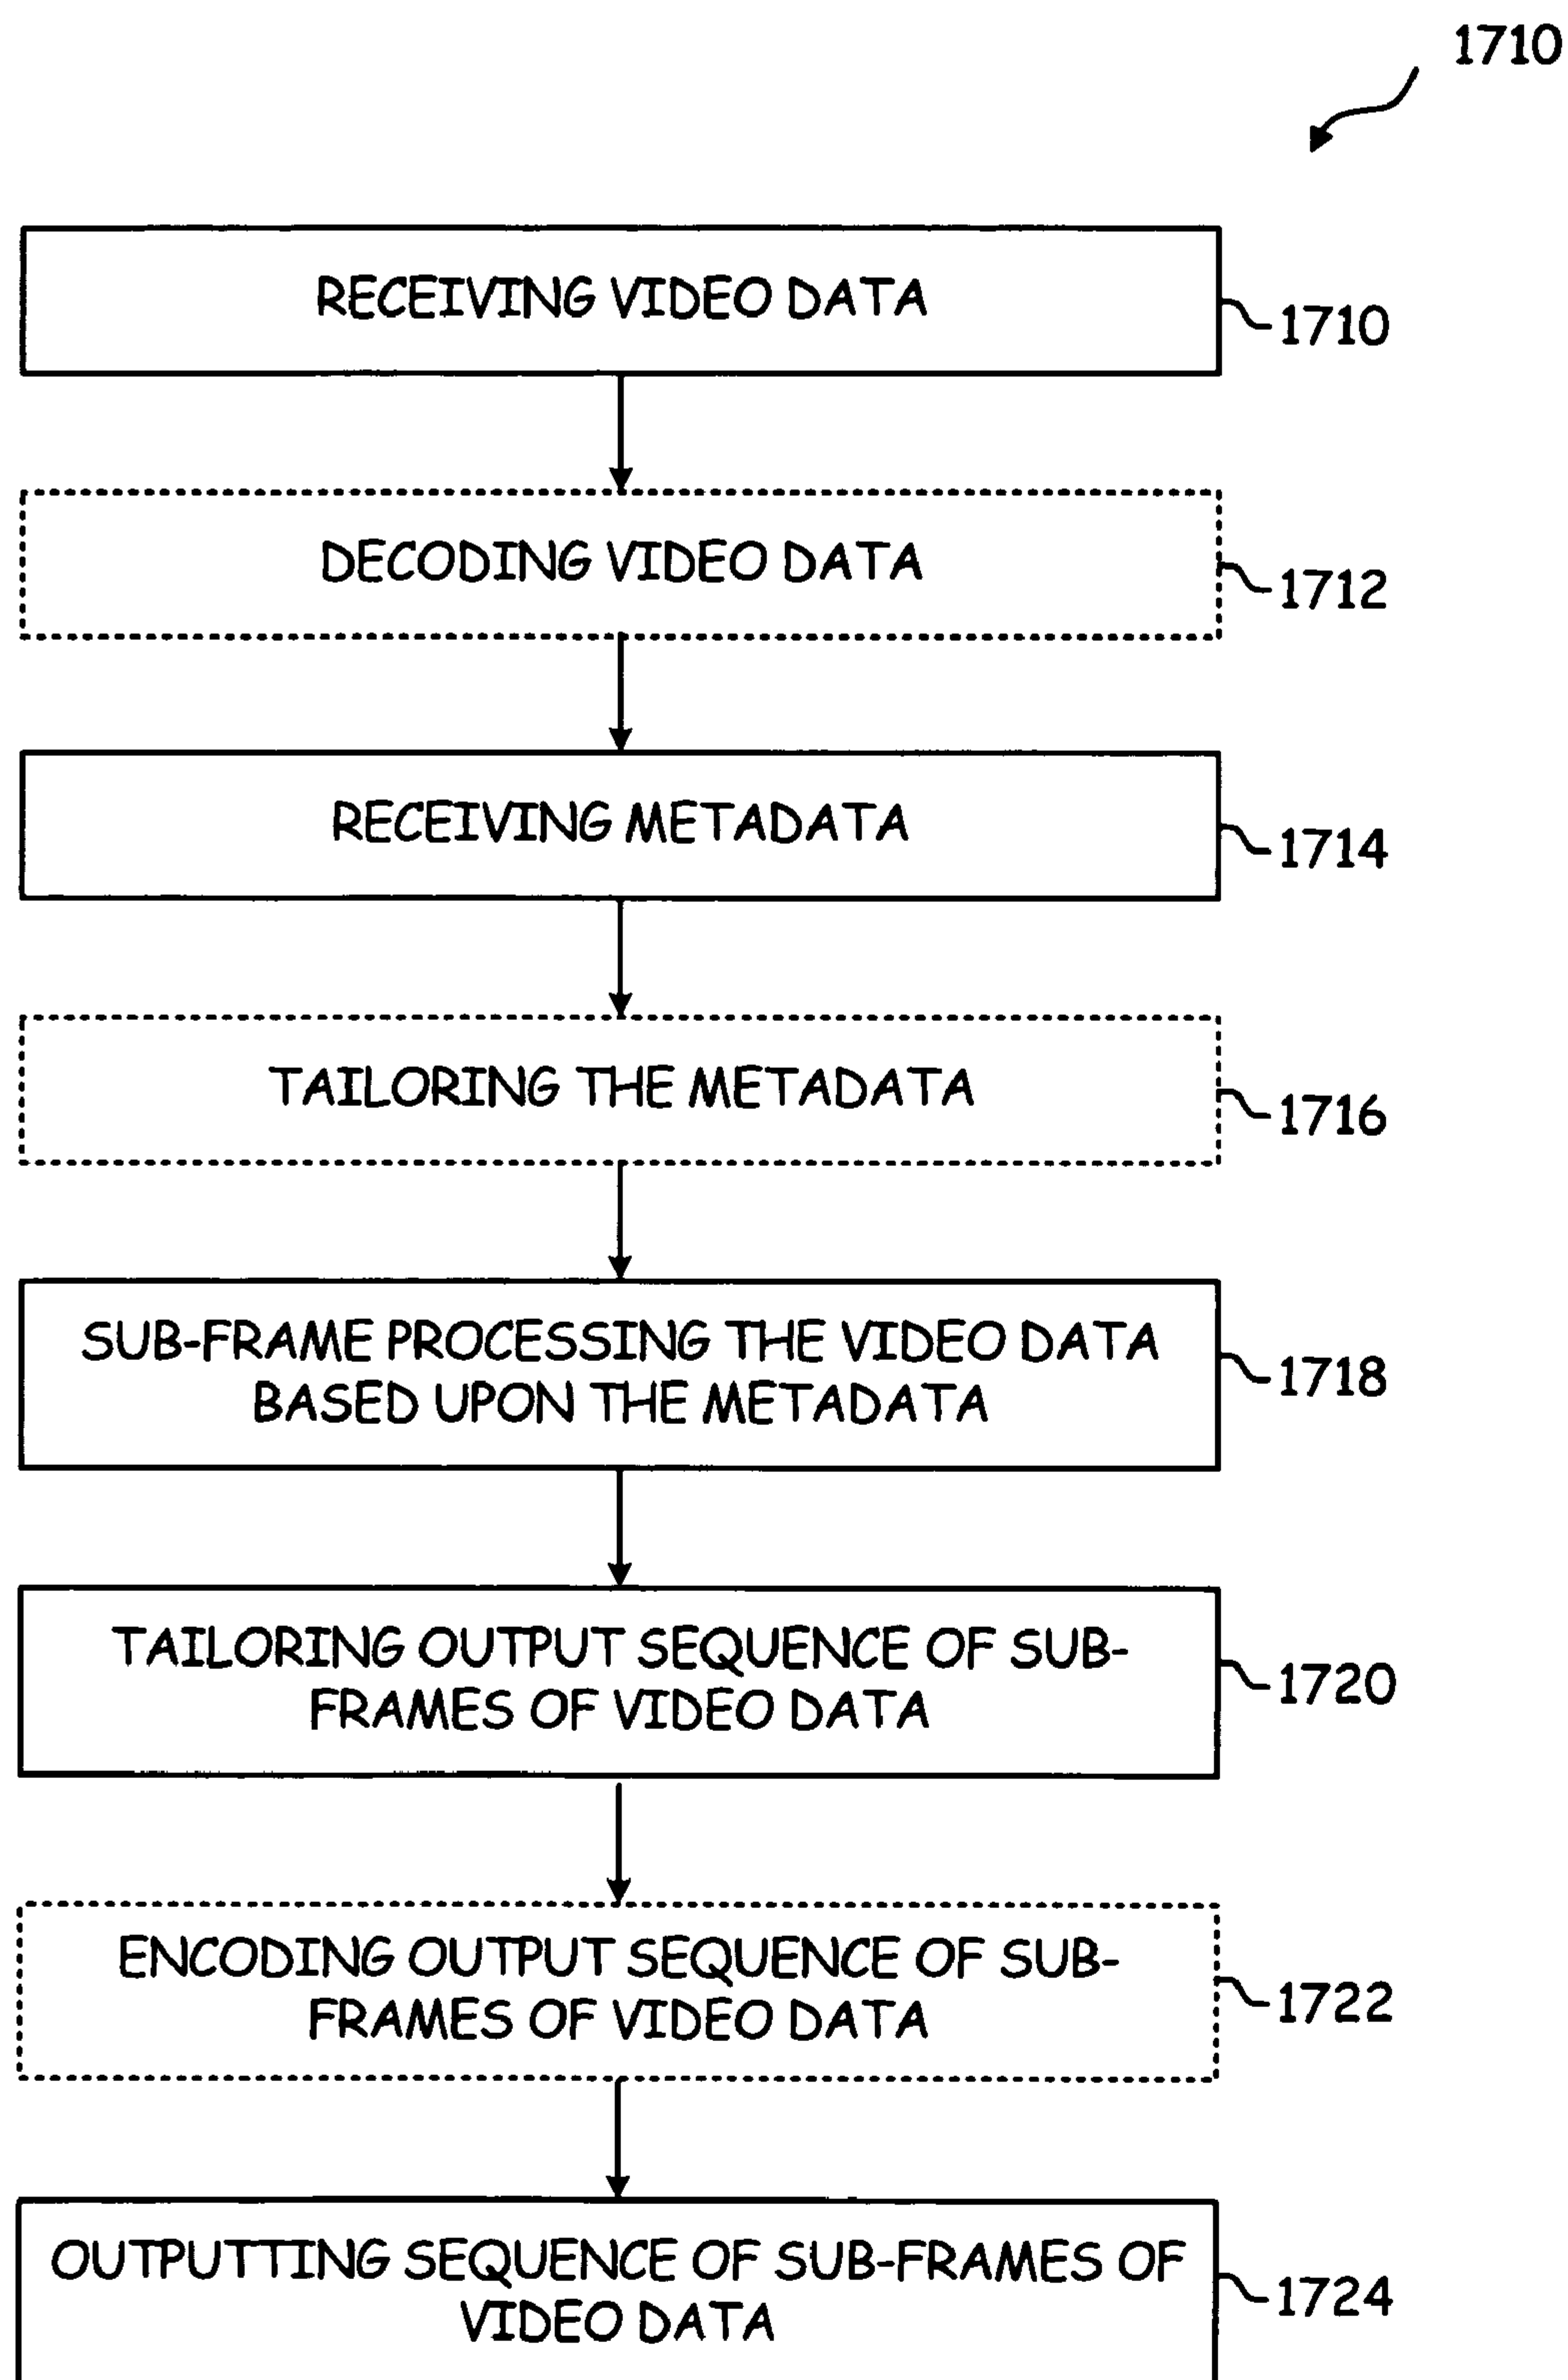 1710
RECEIVING VIDEO DATA
1710
DECODING VIDEO DATA
1712
RECEIVING METADATA
1714
TAILORING THE METADATA
1716
SUB-FRAME PROCESSING THE VIDEO DATA
BASED UPON THE METADATA
1718
TAILORING OUTPUT SEQUENCE OF SUB-
FRAMES OF VIDEO DATA
1720
ENCODING OUTPUT SEQUENCE OF SUB-
FRAMES OF VIDEO DATA
1722
OUTPUTTING SEQUENCE OF SUB-FRAMES OF
VIDEO DATA
1724